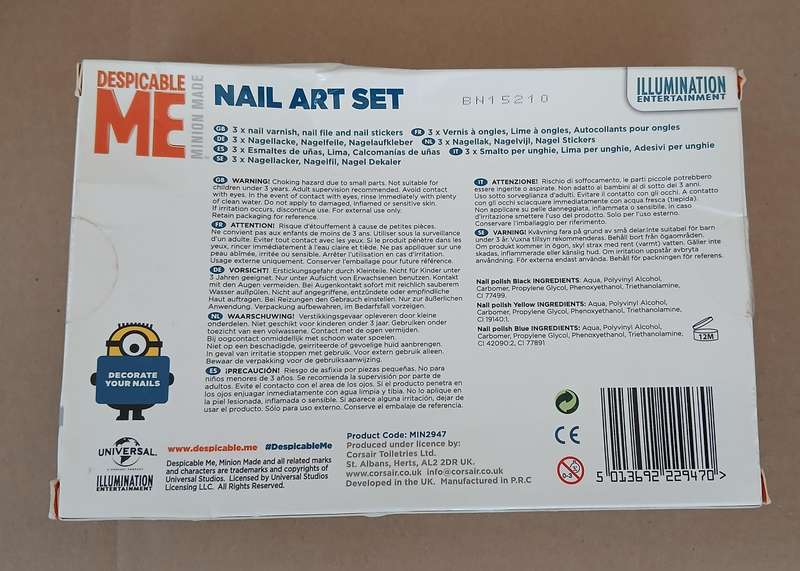 DESPICABLE
ME
MINION MADE
NAIL ART SET
BN15210
ILLUMINATION
ENTERTAINMENT
GB 3 x nail varnish, nail file and nail stickers FR 3 x Vernis à ongles, Lime à ongles, Autocollants pour ongles
DE 3 x Nagellacke, Nagelfeile, Nagelaufkleber NL 3 x Nagellak, Nagelvijl, Nagel Stickers
ES 3 x Esmaltes de uñas, Lima, Calcomanías de uñas IT 3 x Smalto per unghie, Lima per unghie, Adesivi per unghie
SE 3 x Nagellacker, Nagelfil, Nagel Dekaler
GB WARNING! Choking hazard due to small parts. Not suitable for
children under 3 years. Adult supervision recommended. Avoid contact
with eyes. In the event of contact with eyes, rinse immediately with plenty
of clean water. Do not apply to damaged, inflamed or sensitive skin.
If irritation occurs, discontinue use. For external use only.
Retain packaging for reference.
FR ATTENTION! Risque d'étouffement à cause de petites pièces.
Ne convient pas aux enfants de moins de 3 ans. Utiliser sous la surveillance
d'un adulte. Eviter tout contact avec les yeux. Si le produit pénètre dans les
yeux, rincer immédiatement à l'eau claire et tiède. Ne pas appliquer sur une
peau abîmée, irritée ou sensible. Arrêter l'utilisation en cas d'irritation.
Usage externe uniquement. Conserver l'emballage pour future référence.
DE VORSICHT! Erstickungsgefahr durch Kleinteile. Nicht für Kinder unter
3 Jahren geeignet. Nur unter Aufsicht von Erwachsenen benutzen. Kontakt
mit den Augen vermeiden. Bei Augenkontakt sofort mit reichlich sauberem
Wasser außpülen. Nicht auf angegriffene, entzündete oder empfindliche
Haut auftragen. Bei Reizungen den Gebrauch einstellen. Nur zur äußerlichen
Anwendung. Verpackung aufbewahren, im Bedarfsfall vorzeigen.
NL WAARSCHUWING! Verstikkingsgevaar opleveren door kleine
onderdelen. Niet geschikt voor kinderen onder 3 jaar. Gebruiken onder
toezicht van een volwassene. Contact met de ogen vermijden.
Bij oogcontact onmiddellijk met schoon water spoelen.
Niet op een beschadigde, geirriteerde of gevoelige huid aanbrengen.
In geval van irritatie stoppen met gebruik. Voor extern gebruik alleen.
Bewaar de verpakking voor de gebruiksaanwijzing.
ES ¡PRECAUCIÓN! Riesgo de asfixia por piezas pequeñas. No para
niños menores de 3 años. Se recomienda la supervisión por parte de
adultos. Evite el contacto con el area de los ojos. Si el producto penetra en
los ojos enjuagar inmediatamente con agua limpia y tibia. No lo aplique en
la piel lesionada, inflamada o sensible. Si aparece alguna irritación, dejar de
usar el producto. Sólo para uso externo. Conserve el embalaje de referencia.
IT ATTENZIONE! Rischio di soffocamento, le parti piccole potrebbero
essere ingerite o aspirate. Non adatto ai bambini al di sotto dei 3 anni.
Uso sotto sorveglianza d'adulti. Evitare il contatto con gli occhi. A contatto
con gli occhi sciacquare immediatamente con acqua fresca (tiepida).
Non applicare su pelle danneggiata, infiammata o sensibile. in caso
d'irritazione smettere l'uso del prodotto. Solo per l'uso esterno.
Conservare l'imballaggio per riferimento.
SE VARNING! Kvävning fara på grund av små delar.Inte suitabel för barn
under 3 år. Vuxna tillsyn rekommenderas. Behåll bort från ögaområden.
Om produkt kommer in ögon, skyl strax med rent (varmt) vatten. Gäller inte
skadas, inflammerade eller känslig hud. Om irritation uppstår avbryta
användning. För externa endast användas. Behåll för packningen för referens.
Nail polish Black INGREDIENTS: Aqua, Polyvinyl Alcohol,
Carbomer, Propylene Glycol, Phenoxyethanol, Triethanolamine,
CI 77499.
Nail polish Yellow INGREDIENTS: Aqua, Polyvinyl Alcohol,
Carbomer, Propylene Glycol, Phenoxyethanol, Triethanolamine,
CI 19140:1.
Nail polish Blue INGREDIENTS: Aqua, Polyvinyl Alcohol,
Carbomer, Propylene Glycol, Phenoxyethanol, Triethanolamine,
CI 42090:2, CI 77891
12M
DECORATE
YOUR NAILS
UNIVERSAL
ILLUMINATION
ENTERTAINMENT
www.despicable.me #DespicableMe
Despicable Me, Minion Made and all related marks
and characters are trademarks and copyrights of
Universal Studios. Licensed by Universal Studios
Licensing LLC. All Rights Reserved.
Product Code: MIN2947
Produced under licence by:
Corsair Toiletries Ltd.
St. Albans, Herts, AL2 2DR UK.
www.corsair.co.uk info@corsair.co.uk
Developed in the UK. Manufactured in P.R.C
CE
0-3
5 013692 229470 >